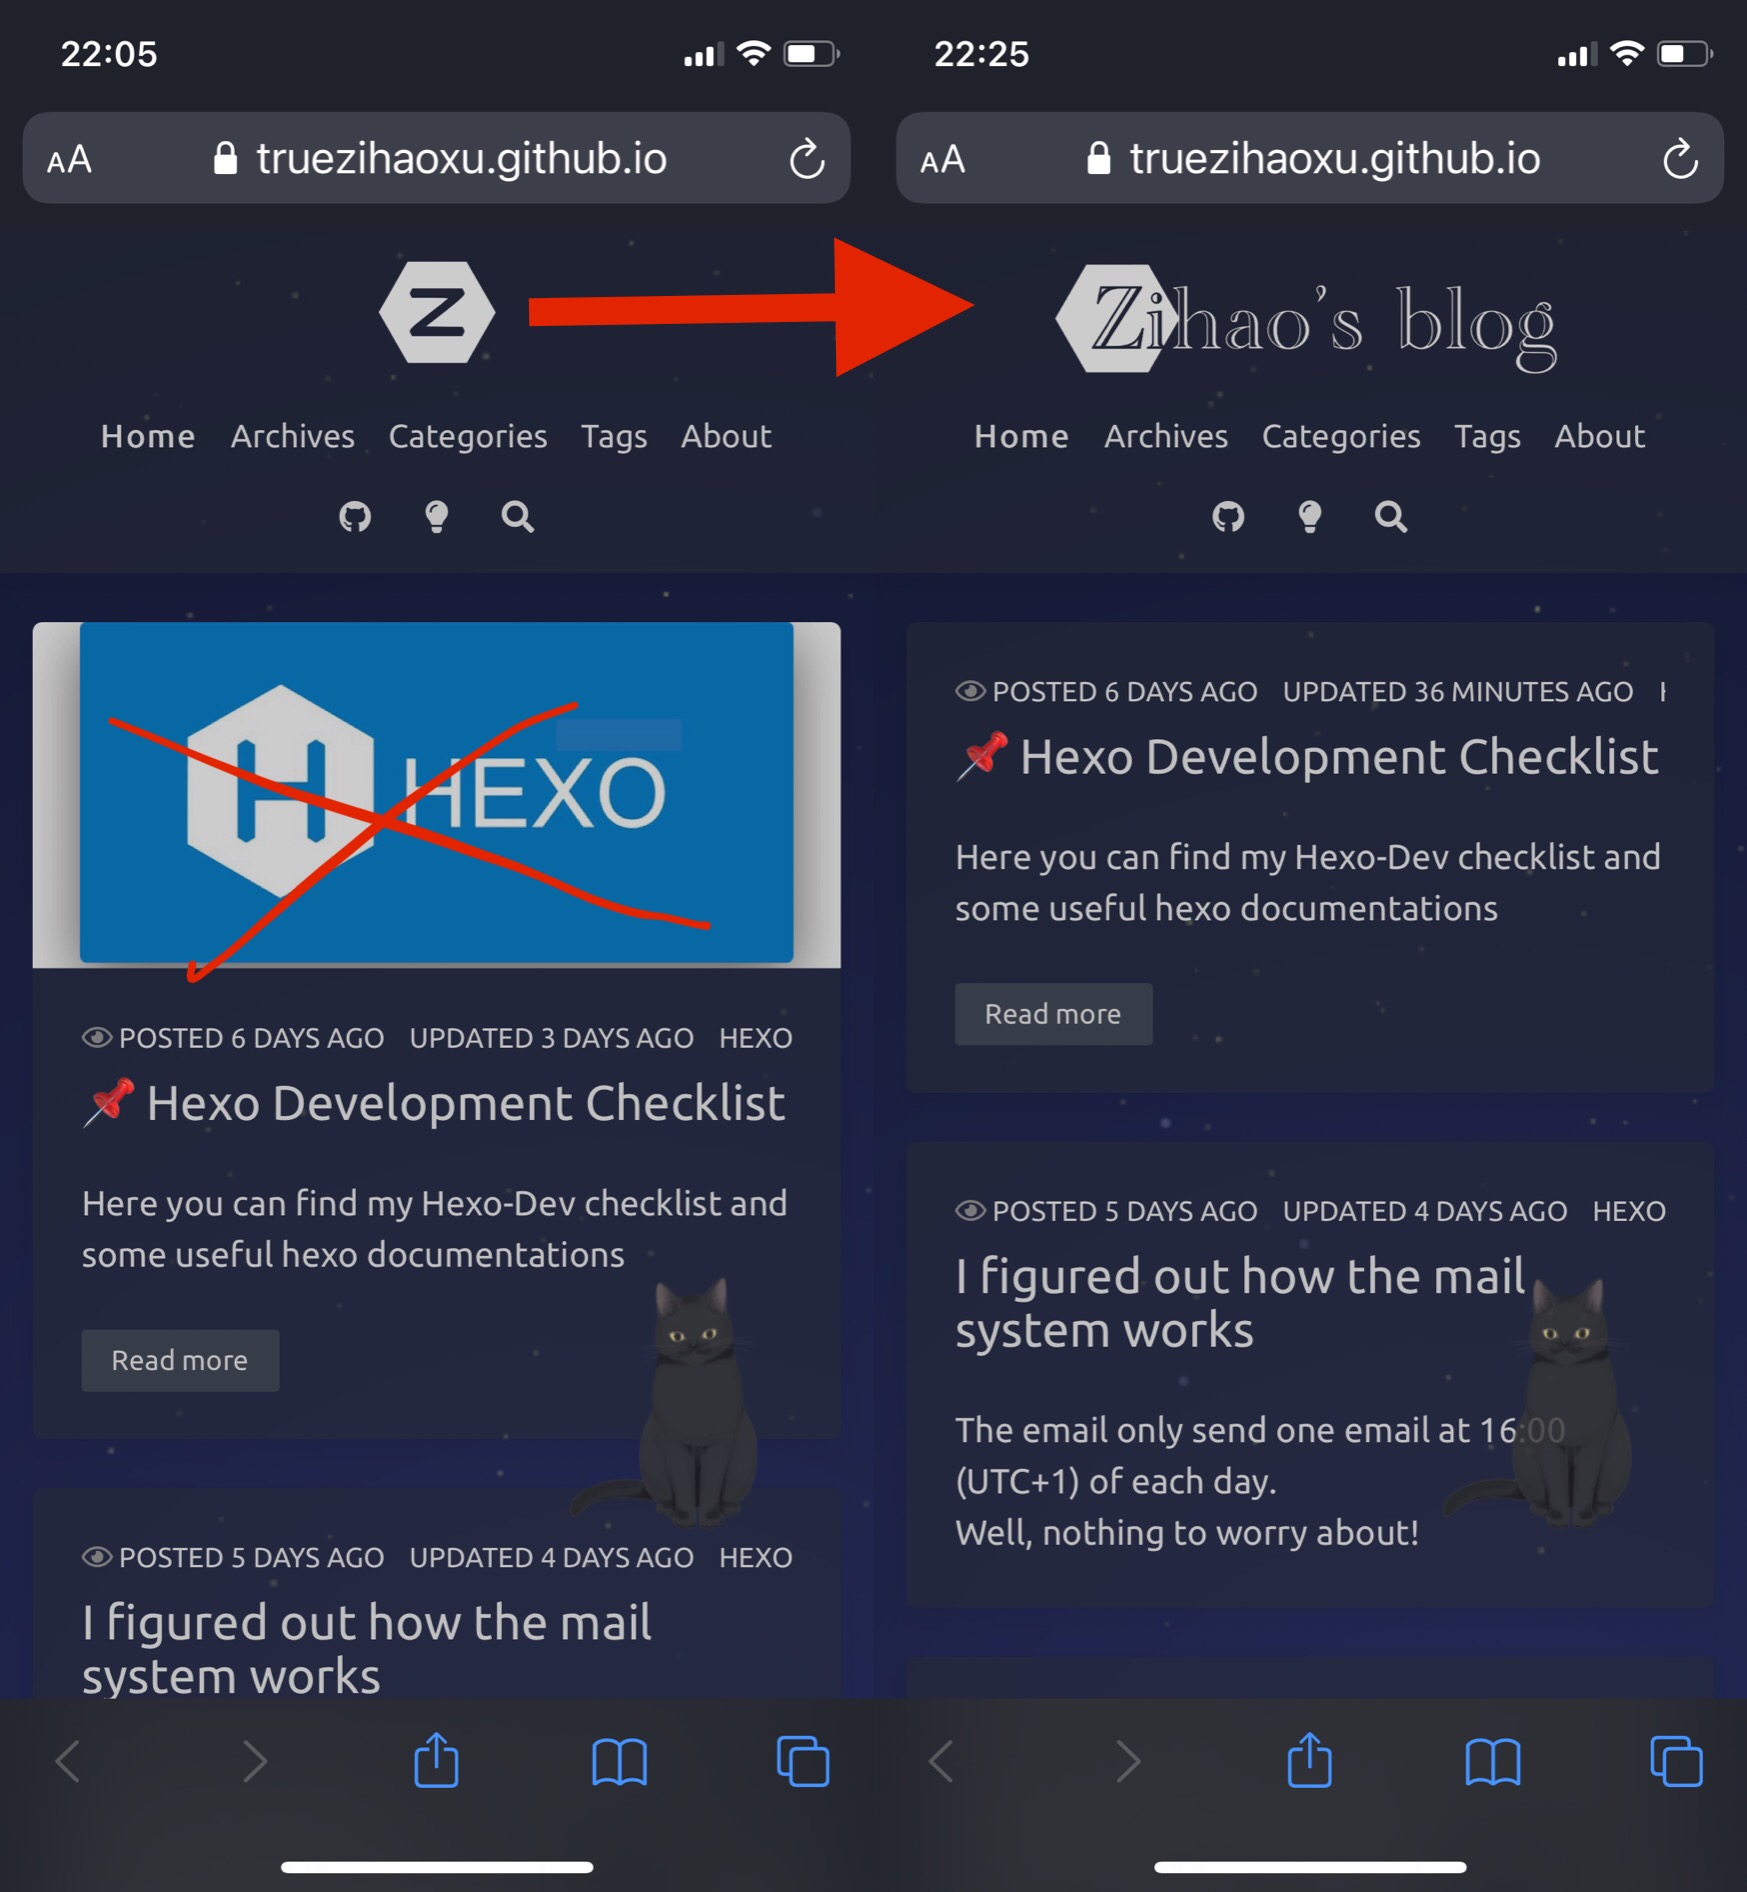 22:05
AA truezihaoxu.github.io
Z
Home Archives Categories Tags About
H HEXO
POSTED 6 DAYS AGO UPDATED 3 DAYS AGO HEXO
Hexo Development Checklist
Here you can find my Hexo-Dev checklist and
some useful hexo documentations
Read more
POSTED 5 DAYS AGO UPDATED 4 DAYS AGO HEXO
I figured out how the mail
system works
22:25
AA truezihaoxu.github.io
Zihao's blog
Home Archives Categories Tags About
POSTED 6 DAYS AGO UPDATED 36 MINUTES AGO
Hexo Development Checklist
Here you can find my Hexo-Dev checklist and
some useful hexo documentations
Read more
POSTED 5 DAYS AGO UPDATED 4 DAYS AGO HEXO
I figured out how the mail
system works
The email only send one email at 16:00
(UTC+1) of each day.
Well, nothing to worry about!